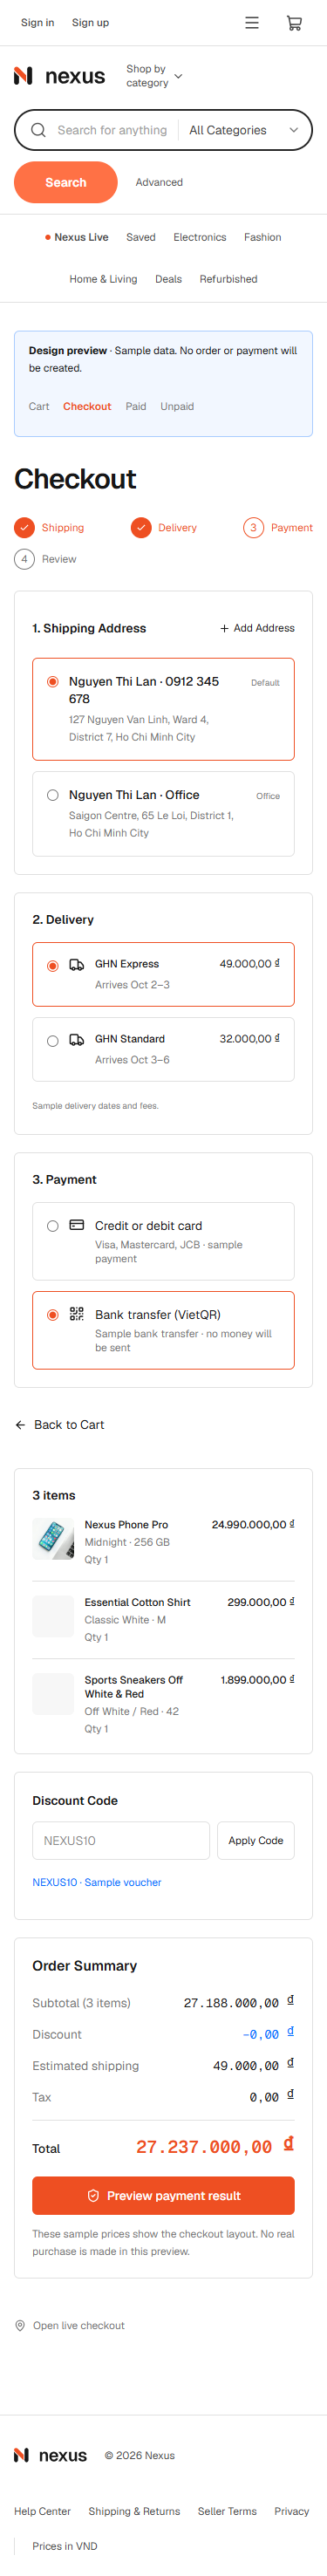 Sign in Sign up
nexus Shop by
category
Search for anything All Categories
Search Advanced
Nexus Live Saved Electronics Fashion
Home & Living Deals Refurbished
Design preview · Sample data. No order or payment will
be created.
Cart Checkout Paid Unpaid
Checkout
Shipping Delivery 3 Payment
4 Review
1. Shipping Address + Add Address
Nguyen Thi Lan · 0912 345 Default
678
127 Nguyen Van Linh, Ward 4,
District 7, Ho Chi Minh City
Nguyen Thi Lan · Office Office
Saigon Centre, 65 Le Loi, District 1,
Ho Chi Minh City
2. Delivery
GHN Express 49.000,00 ₫
Arrives Oct 2–3
GHN Standard 32.000,00 ₫
Arrives Oct 3–6
Sample delivery dates and fees.
3. Payment
Credit or debit card
Visa, Mastercard, JCB · sample
payment
Bank transfer (VietQR)
Sample bank transfer · no money will
be sent
Back to Cart
3 items
Nexus Phone Pro 24.990.000,00 ₫
Midnight · 256 GB
Qty 1
Essential Cotton Shirt 299.000,00 ₫
Classic White · M
Qty 1
Sports Sneakers Off 1.899.000,00 ₫
White & Red
Off White / Red · 42
Qty 1
Discount Code
NEXUS10 Apply Code
NEXUS10 · Sample voucher
Order Summary
Subtotal (3 items) 27.188.000,00 ₫
Discount −0,00 ₫
Estimated shipping 49.000,00 ₫
Tax 0,00 ₫
Total 27.237.000,00 ₫
Preview payment result
These sample prices show the checkout layout. No real
purchase is made in this preview.
Open live checkout
nexus © 2026 Nexus
Help Center Shipping & Returns Seller Terms Privacy
Prices in VND